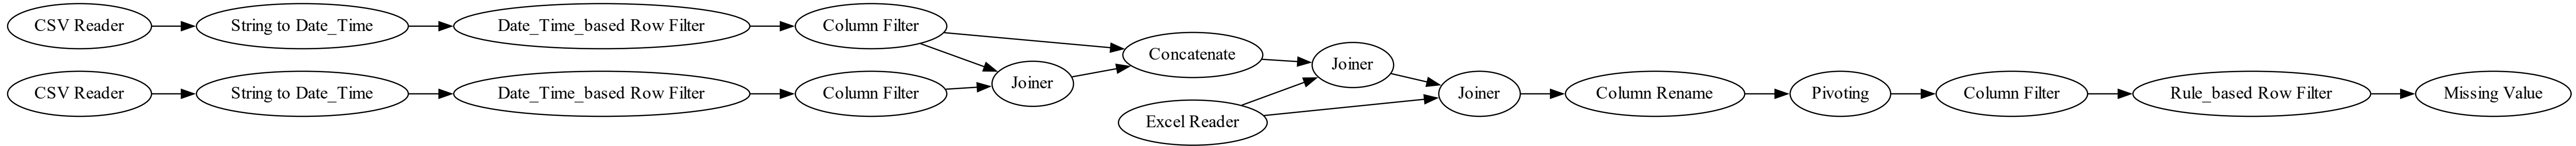 CSV Reader
String to Date_Time
Date_Time_based Row Filter
Column Filter
CSV Reader
String to Date_Time
Date_Time_based Row Filter
Column Filter
Joiner
Concatenate
Excel Reader
Joiner
Joiner
Column Rename
Pivoting
Column Filter
Rule_based Row Filter
Missing Value